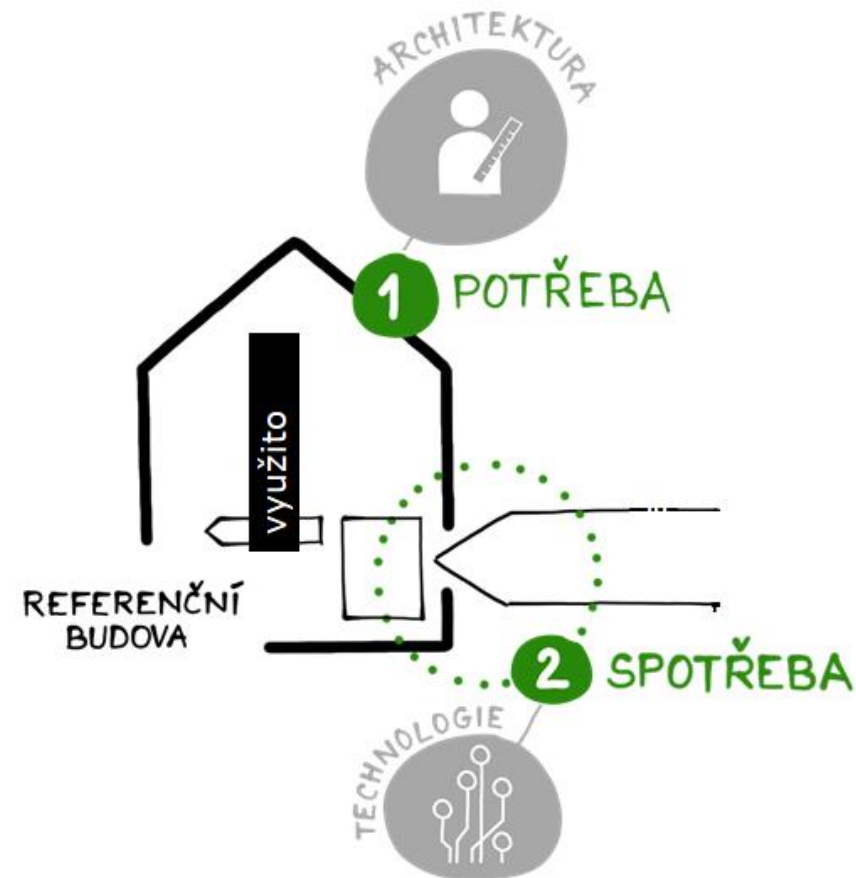 ARCHITEKTURA
1 POTŘEBA
využito
REFERENČNÍ
BUDOVA
2 SPOTŘEBA
TECHNOLOGIE